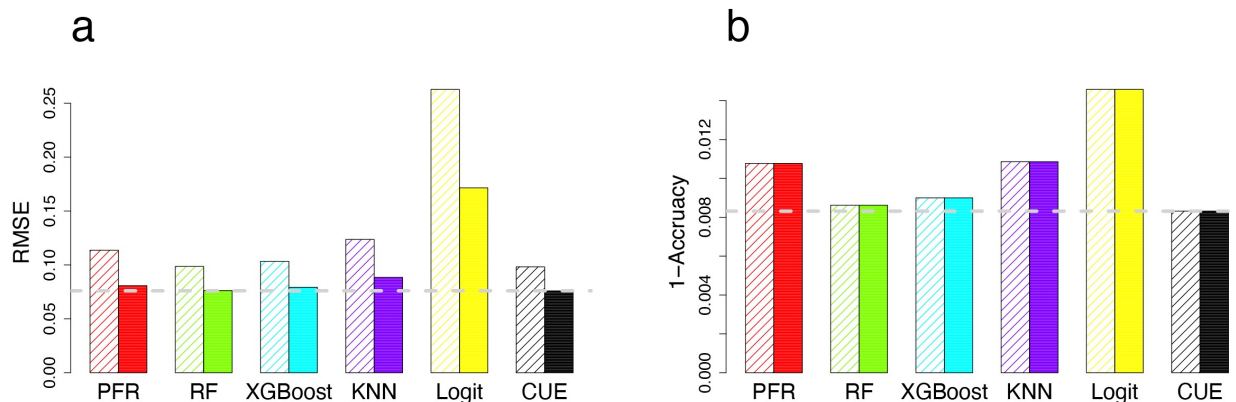 a
RMSE
0.25
0.20
0.15
0.10
0.05
0.00
PFR RF XGBoost KNN Logit CUE
b
1−Accruacy
0.012
0.008
0.004
0.000
PFR RF XGBoost KNN Logit CUE